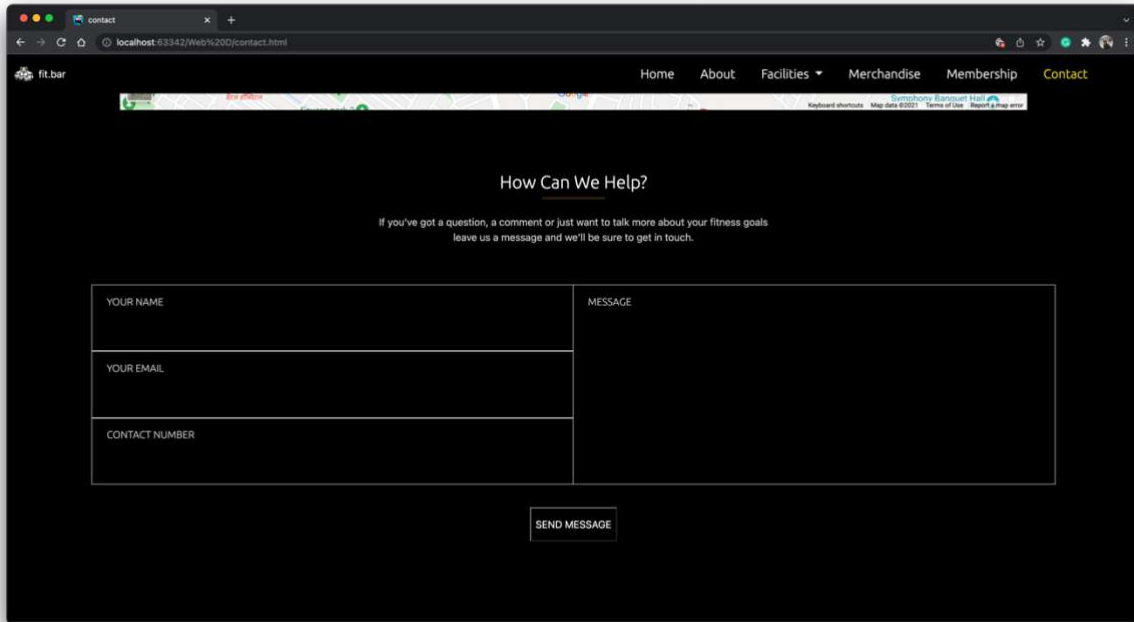 contact
localhost:63342/Web%20D/contact.html
fit.bar
Home About Facilities Merchandise Membership Contact
Symphony Banquet Hall
Keyboard shortcuts Map data ©2021 Terms of Use Report a map error
How Can We Help?
If you've got a question, a comment or just want to talk more about your fitness goals
leave us a message and we'll be sure to get in touch.
YOUR NAME
MESSAGE
YOUR EMAIL
CONTACT NUMBER
SEND MESSAGE